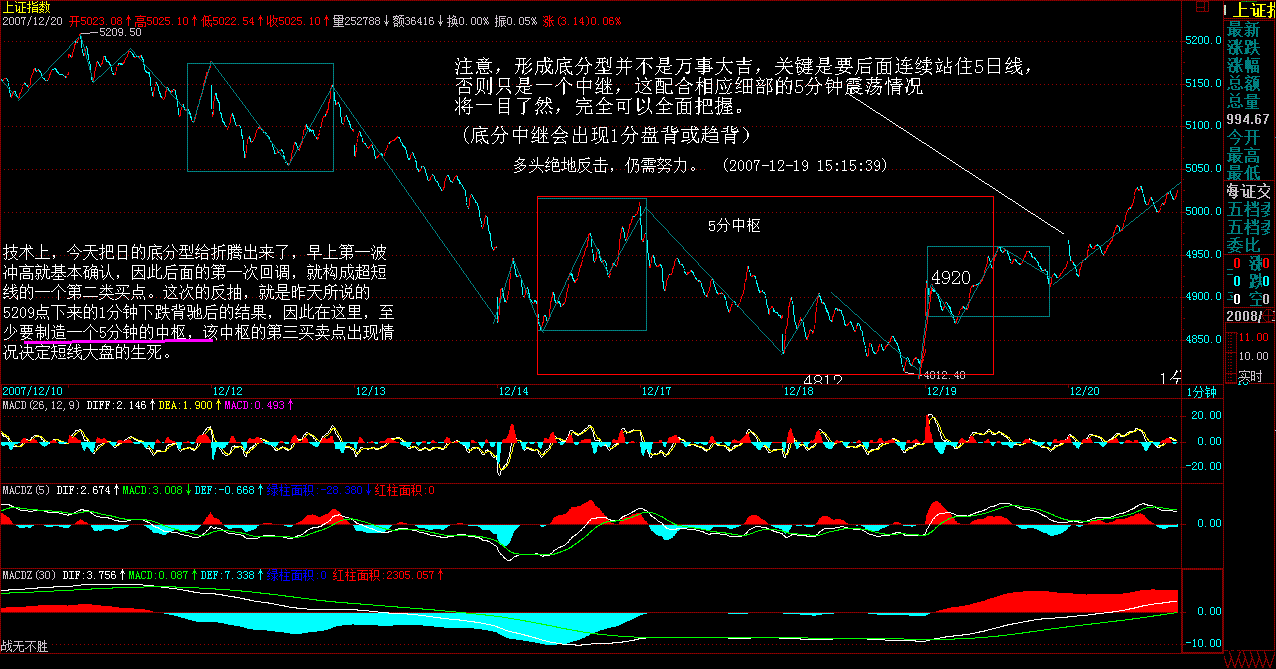 上证指数
2007/12/20 开5023.08↑高5025.10↑低5022.54↑收5025.10↑量252788↓额36416↓换0.00% 振0.05% 涨(3.14)0.06%
5209.50
注意，形成底分型并不是万事大吉，关键是要后面连续站住5日线，
否则只是一个中继，这配合相应细部的5分钟震荡情况
将一目了然，完全可以全面把握。
（底分中继会出现1分盘背或趋背）
多头绝地反击，仍需努力。 （2007-12-19 15:15:39）
5分中枢
技术上，今天把日的底分型给折腾出来了，早上第一波
冲高就基本确认，因此后面的第一次回调，就构成超短
线的一个第二类买点。这次的反抽，就是昨天所说的
5209点下来的1分钟下跌背驰后的结果，因此在这里，至
少要制造一个5分钟的中枢，该中枢的第三买卖点出现情
况决定短线大盘的生死。
4920
4812
4812.40
5200.0
5150.0
5100.0
5050.0
5000.0
4950.0
4900.0
4850.0
2007/12/10 12/12 12/13 12/14 12/17 12/18 12/19 12/20 1分钟
MACD(26,12,9) DIFF:2.146↑DEA:1.900↑MACD:0.493↑
20.00
0.00
-20.00
MACDZ(5) DIF:2.674↑MACD:3.008↓DEF:-0.668↑绿柱面积:-20.380↓红柱面积:0
0.00
MACDZ(30) DIF:3.756↑MACD:0.087↑DEF:7.338↑绿柱面积:0 红柱面积:2305.057↑
0.00
-10.00
战无不胜
上证指
最新
涨跌
涨幅
总额
总量
994.67
今开
最高
最低
海证交
五档
五档
委比
0 涨0
0 跌0
0 空0
2008/
11.00
10.00
实时